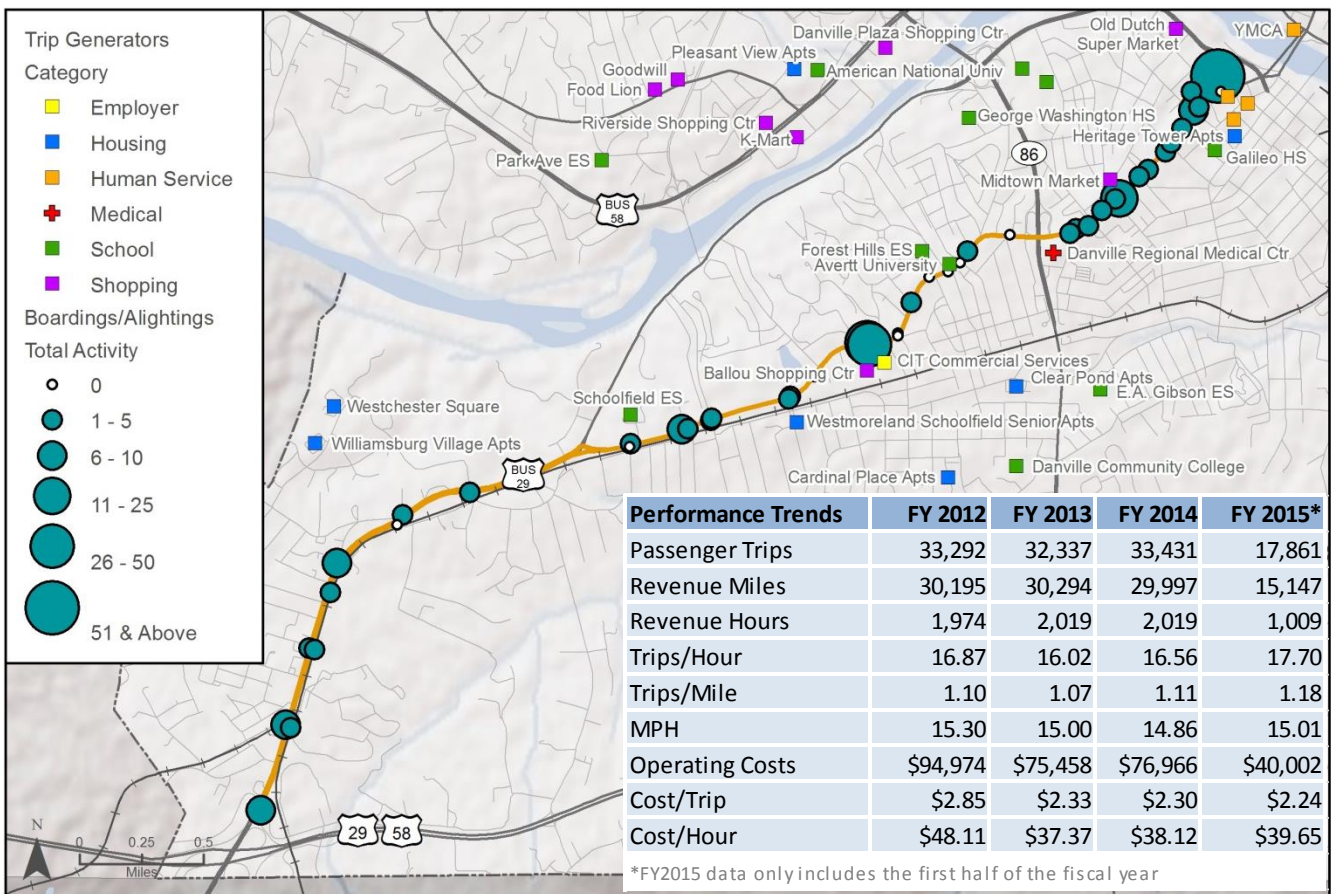 Trip Generators
Category
Employer
Housing
Human Service
Medical
School
Shopping
Boardings/Alightings
Total Activity
0
1 - 5
6 - 10
11 - 25
26 - 50
51 & Above
Danville Plaza Shopping Ctr
Old Dutch
Super Market
YMCA
Pleasant View Apts
Goodwill
American National Univ
Food Lion
Riverside Shopping Ctr
George Washington HS
K-Mart
Heritage Tower Apts
Park Ave ES
86
Galileo HS
Midtown Market
BUS
58
Forest Hills ES
Danville Regional Medical Ctr
Avertt University
CIT Commercial Services
Ballou Shopping Ctr
Clear Pond Apts
E.A. Gibson ES
Schoolfield ES
Westchester Square
Westmoreland Schoolfield Senior Apts
Williamsburg Village Apts
BUS
29
Danville Community College
Cardinal Place Apts
Performance Trends FY 2012 FY 2013 FY 2014 FY 2015*
Passenger Trips 33,292 32,337 33,431 17,861
Revenue Miles 30,195 30,294 29,997 15,147
Revenue Hours 1,974 2,019 2,019 1,009
Trips/Hour 16.87 16.02 16.56 17.70
Trips/Mile 1.10 1.07 1.11 1.18
MPH 15.30 15.00 14.86 15.01
Operating Costs $94,974 $75,458 $76,966 $40,002
Cost/Trip $2.85 $2.33 $2.30 $2.24
Cost/Hour $48.11 $37.37 $38.12 $39.65
*FY2015 data only includes the first half of the fiscal year
29 58
N
0 0.25 0.5
Miles